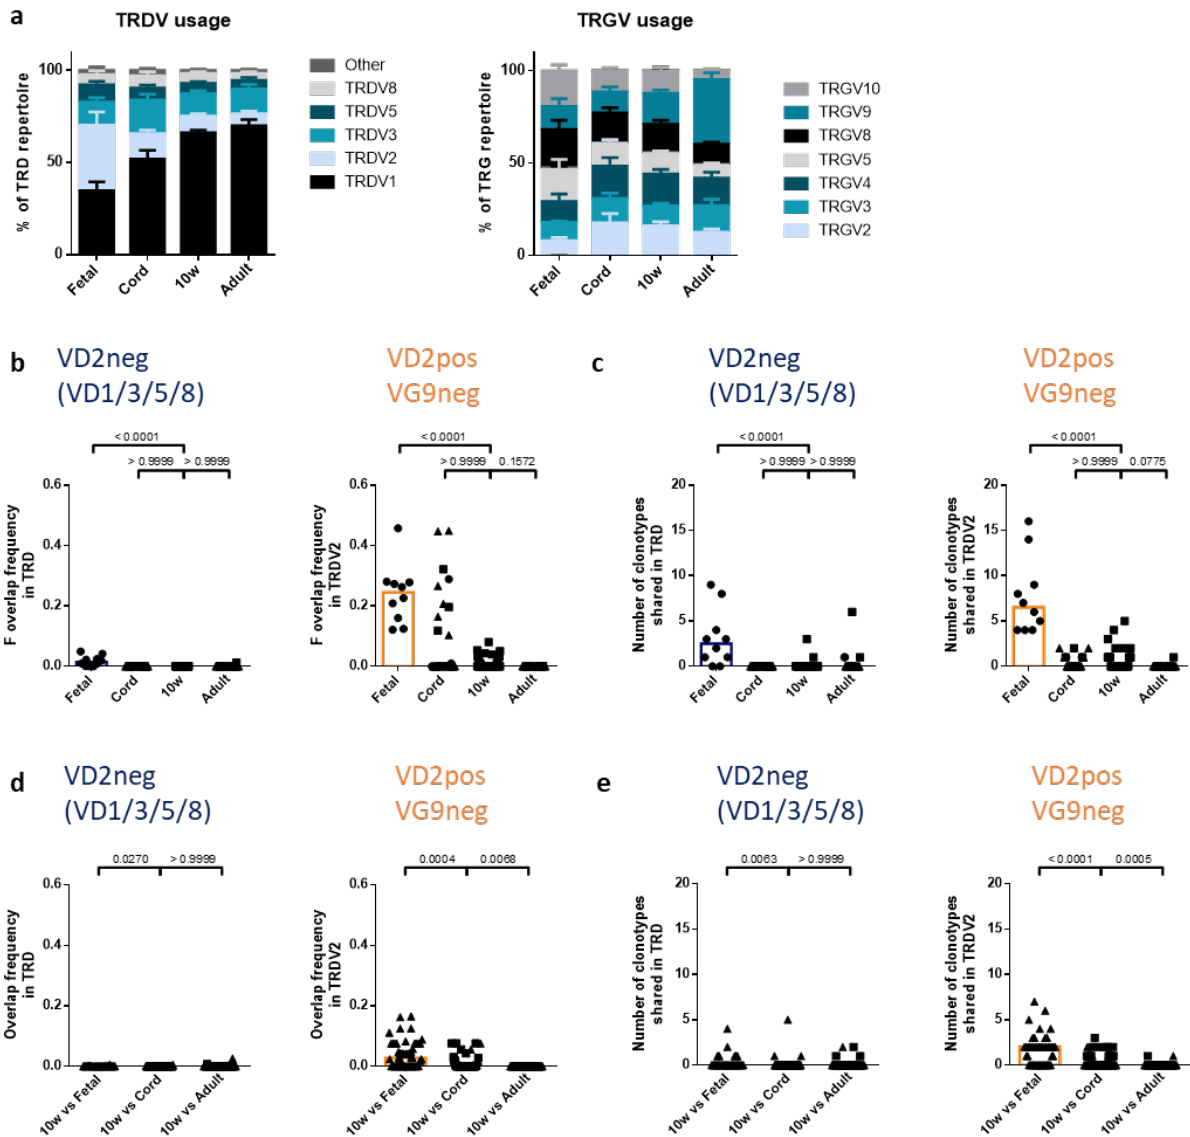 a
TRDV usage
% of TRD repertoire
100
50
0
Fetal
Cord
10w
Adult
Other
TRDV8
TRDV5
TRDV3
TRDV2
TRDV1
TRGV usage
% of TRG repertoire
100
50
0
Fetal
Cord
10w
Adult
TRGV10
TRGV9
TRGV8
TRGV5
TRGV4
TRGV3
TRGV2
b
VD2neg
(VD1/3/5/8)
< 0.0001
> 0.9999 > 0.9999
F overlap frequency
in TRD
0.6
0.4
0.2
0.0
Fetal
Cord
10w
Adult
VD2pos
VG9neg
< 0.0001
> 0.9999 0.1572
F overlap frequency
in TRDV2
0.6
0.4
0.2
0.0
Fetal
Cord
10w
Adult
c
VD2neg
(VD1/3/5/8)
< 0.0001
> 0.9999 > 0.9999
Number of clonotypes
shared in TRD
20
15
10
5
0
Fetal
Cord
10w
Adult
VD2pos
VG9neg
< 0.0001
> 0.9999 0.0775
Number of clonotypes
shared in TRDV2
20
15
10
5
0
Fetal
Cord
10w
Adult
d
VD2neg
(VD1/3/5/8)
0.0270 > 0.9999
Overlap frequency
in TRD
0.6
0.4
0.2
0.0
10w vs Fetal
10w vs Cord
10w vs Adult
VD2pos
VG9neg
0.0004 0.0068
Overlap frequency
in TRDV2
0.6
0.4
0.2
0.0
10w vs Fetal
10w vs Cord
10w vs Adult
e
VD2neg
(VD1/3/5/8)
0.0063 > 0.9999
Number of clonotypes
shared in TRD
20
15
10
5
0
10w vs Fetal
10w vs Cord
10w vs Adult
VD2pos
VG9neg
< 0.0001 0.0005
Number of clonotypes
shared in TRDV2
20
15
10
5
0
10w vs Fetal
10w vs Cord
10w vs Adult